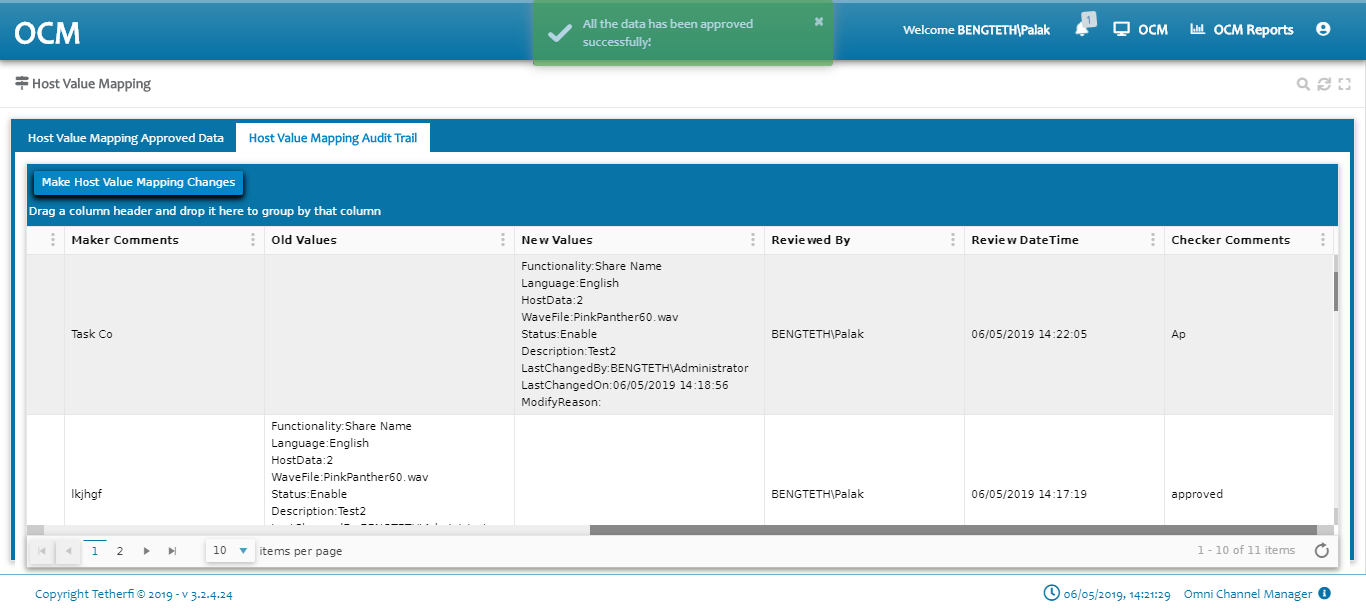 OCM
All the data has been approved
successfully!
Welcome BENGTETH\Palak
1
OCM
OCM Reports
Host Value Mapping
Host Value Mapping Approved Data
Host Value Mapping Audit Trail
Make Host Value Mapping Changes
Drag a column header and drop it here to group by that column
Maker Comments
Old Values
New Values
Reviewed By
Review DateTime
Checker Comments
Task Co
Functionality:Share Name
Language:English
HostData:2
WaveFile:PinkPanther60.wav
Status:Enable
Description:Test2
LastChangedBy:BENGTETH\Administrator
LastChangedOn:06/05/2019 14:18:56
ModifyReason:
BENGTETH\Palak
06/05/2019 14:22:05
Ap
lkjhgf
Functionality:Share Name
Language:English
HostData:2
WaveFile:PinkPanther60.wav
Status:Enable
Description:Test2
BENGTETH\Palak
06/05/2019 14:17:19
approved
1
2
10
items per page
1 - 10 of 11 items
Copyright Tetherfi © 2019 - v 3.2.4.24
06/05/2019, 14:21:29
Omni Channel Manager